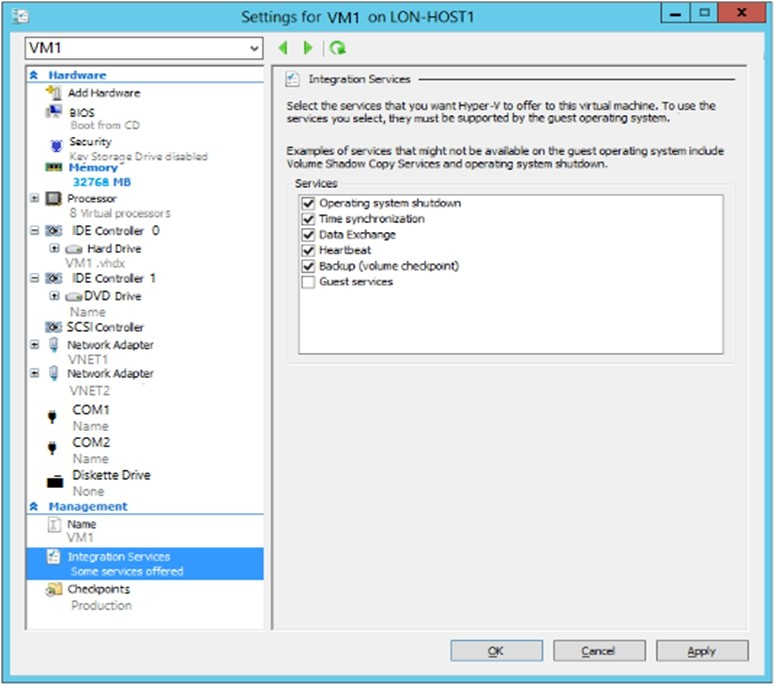 Settings for VM1 on LON-HOST1
VM1
Hardware
Add Hardware
BIOS
Boot from CD
Security
Key Storage Drive disabled
Memory
32768 MB
Processor
8 Virtual processors
IDE Controller 0
Hard Drive
VM1 .vhdx
IDE Controller 1
DVD Drive
Name
SCSI Controller
Network Adapter
VNET1
Network Adapter
VNET2
COM1
Name
COM2
Name
Diskette Drive
None
Management
Name
VM1
Integration Services
Some services offered
Checkpoints
Production
Integration Services
Select the services that you want Hyper-V to offer to this virtual machine. To use the
services you select, they must be supported by the guest operating system.
Examples of services that might not be available on the guest operating system include
Volume Shadow Copy Services and operating system shutdown.
Services
Operating system shutdown
Time synchronization
Data Exchange
Heartbeat
Backup (volume checkpoint)
Guest services
OK
Cancel
Apply